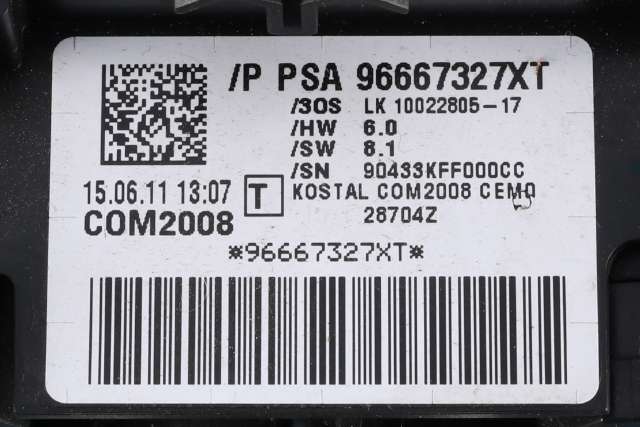 /P PSA 96667327XT
/3OS LK 10022805-17
/HW 6.0
/SW 8.1
/SN 90433KFF000CC
15.06.11 13:07 T KOSTAL COM2008 CEM0
COM2008 28704Z
*96667327XT*